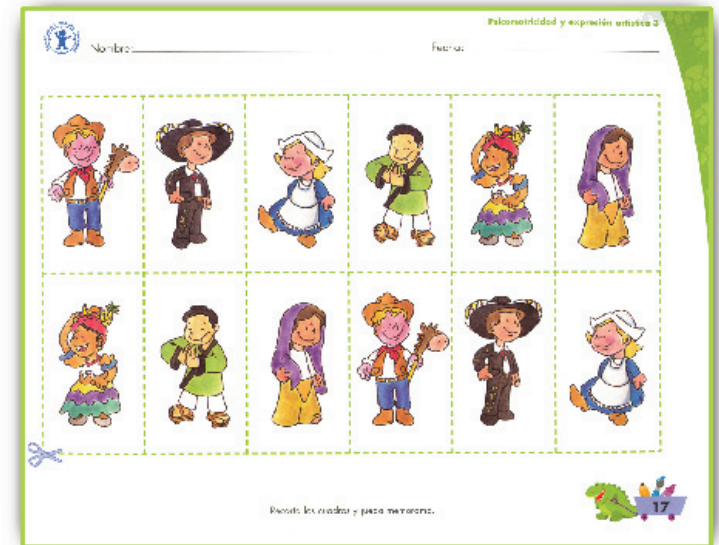 Psicomotricidad y expresión artística 3
Nombre: Fecha:
Recorta los cuadros y juega memorama.
17